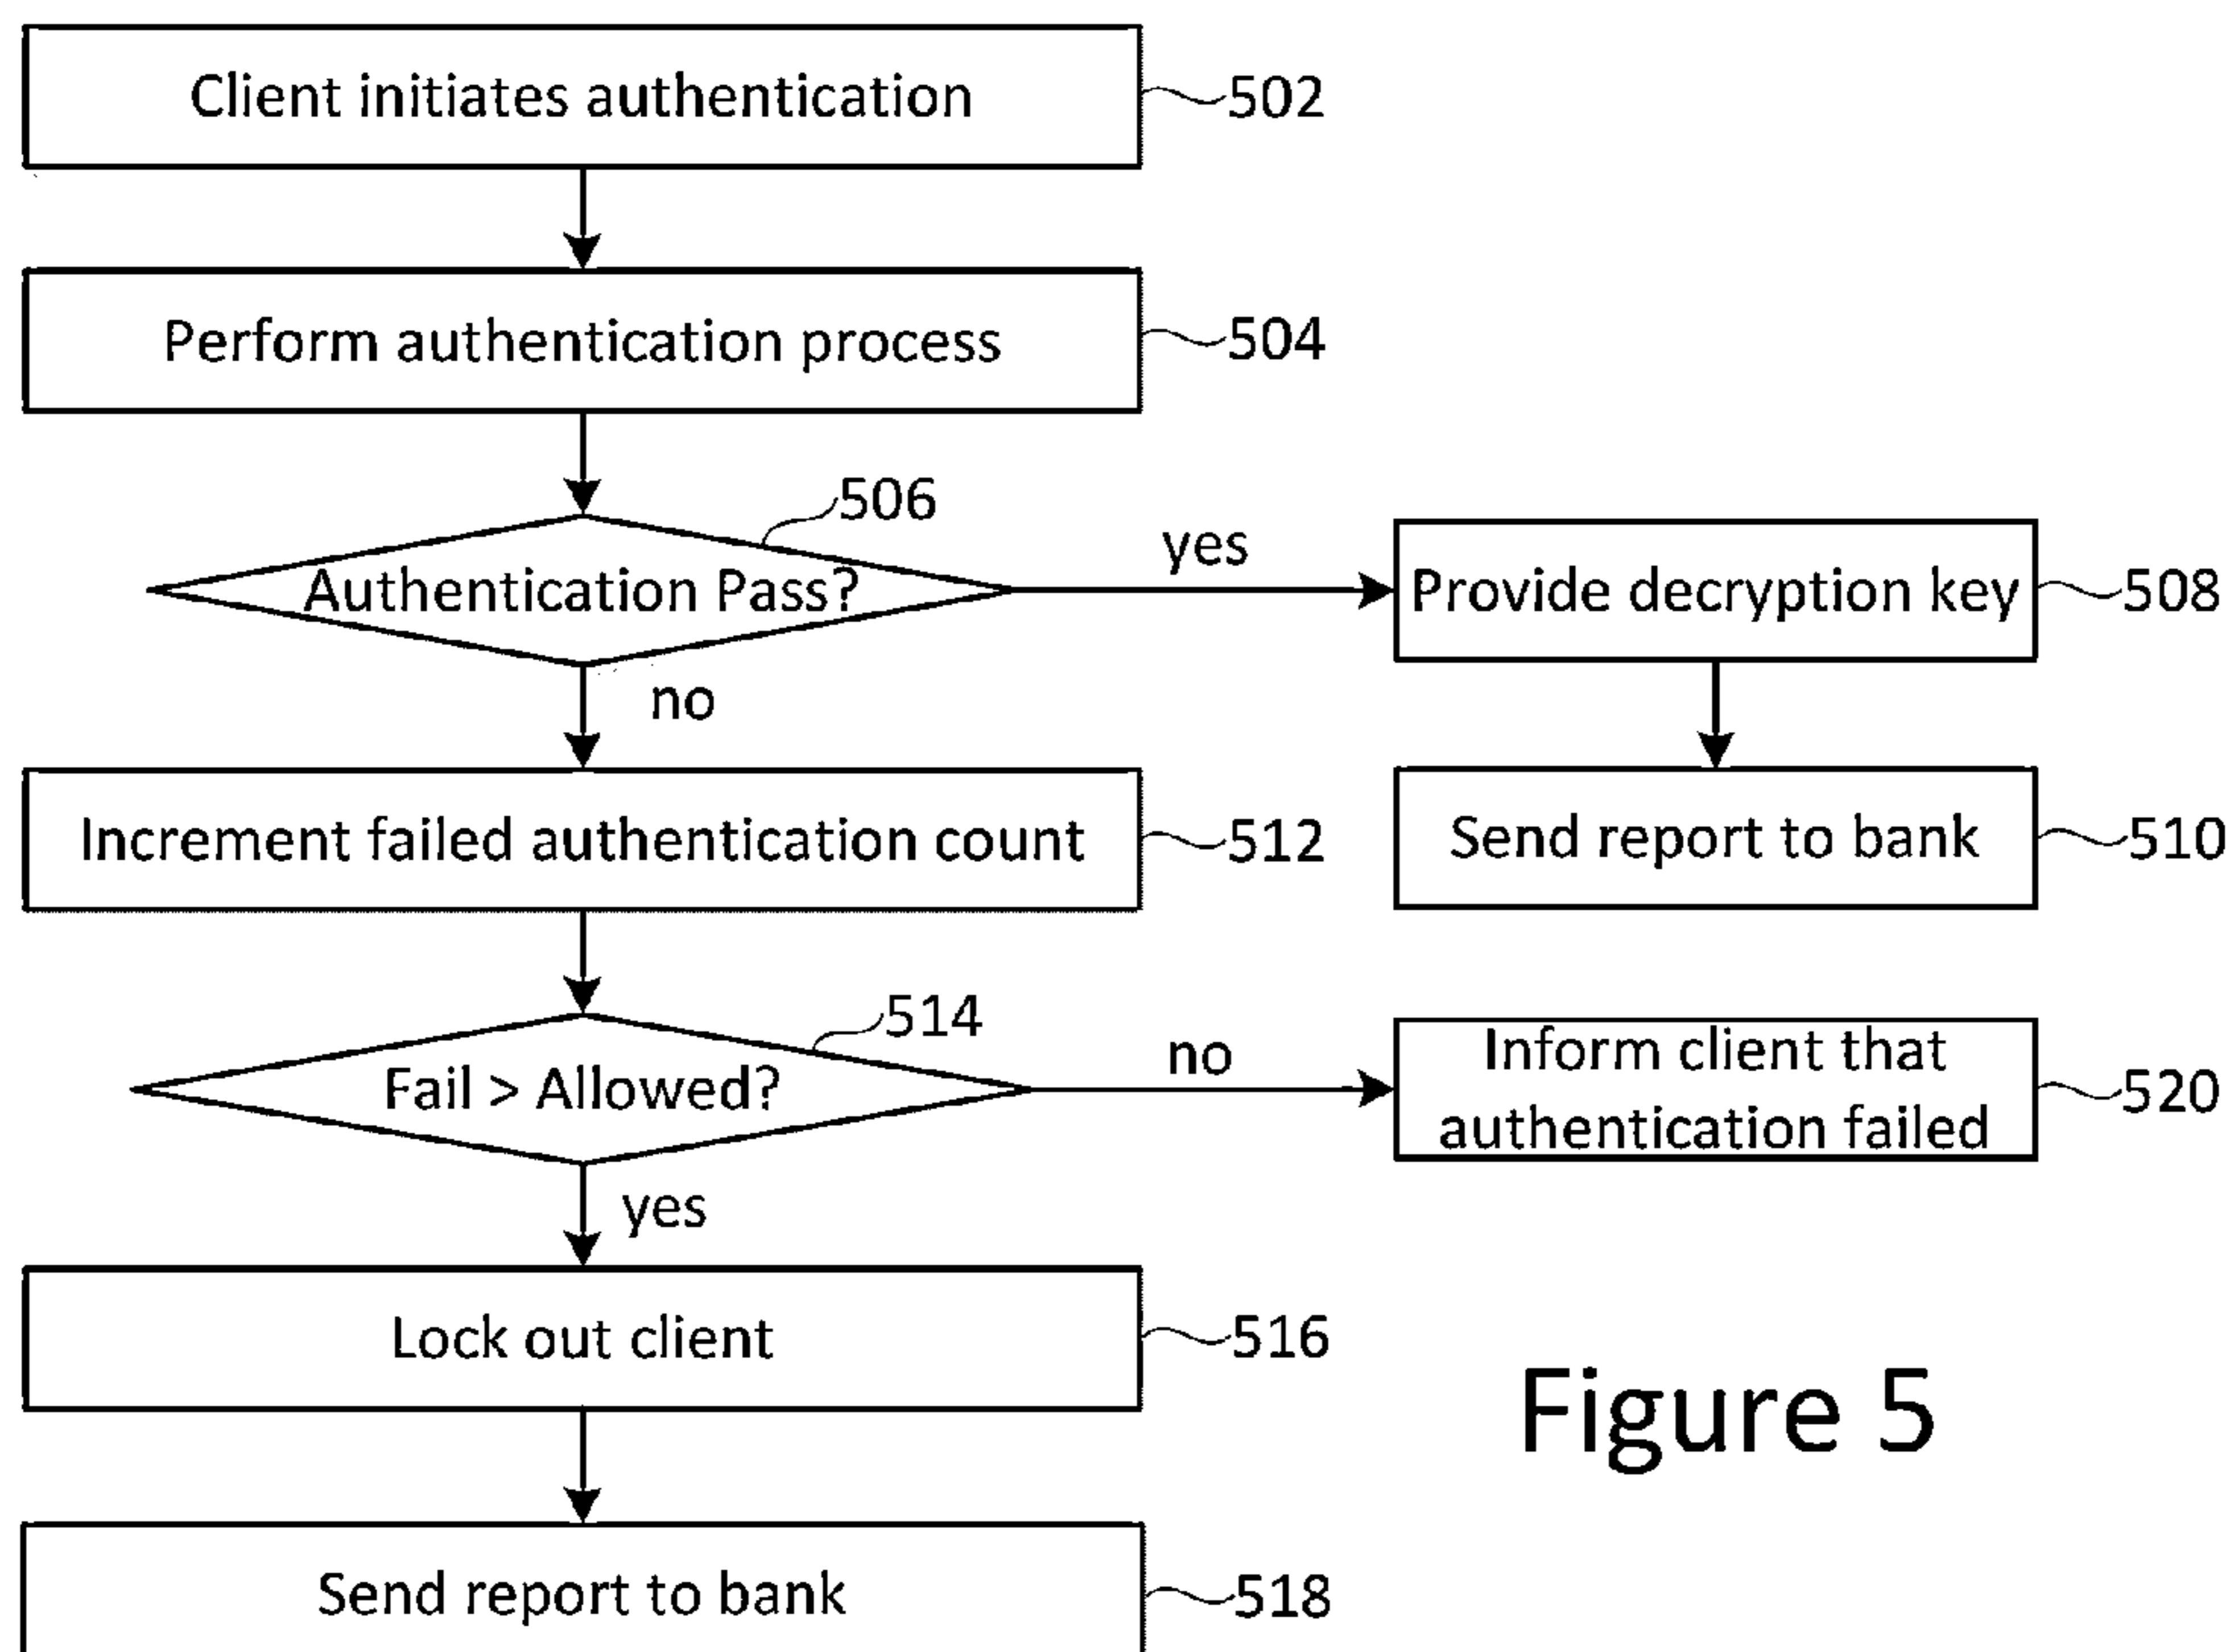 Client initiates authentication
502
Perform authentication process
504
506
Authentication Pass?
yes
Provide decryption key
508
no
Increment failed authentication count
512
Send report to bank
510
514
Fail > Allowed?
no
Inform client that
authentication failed
520
yes
Lock out client
516
Figure 5
Send report to bank
518